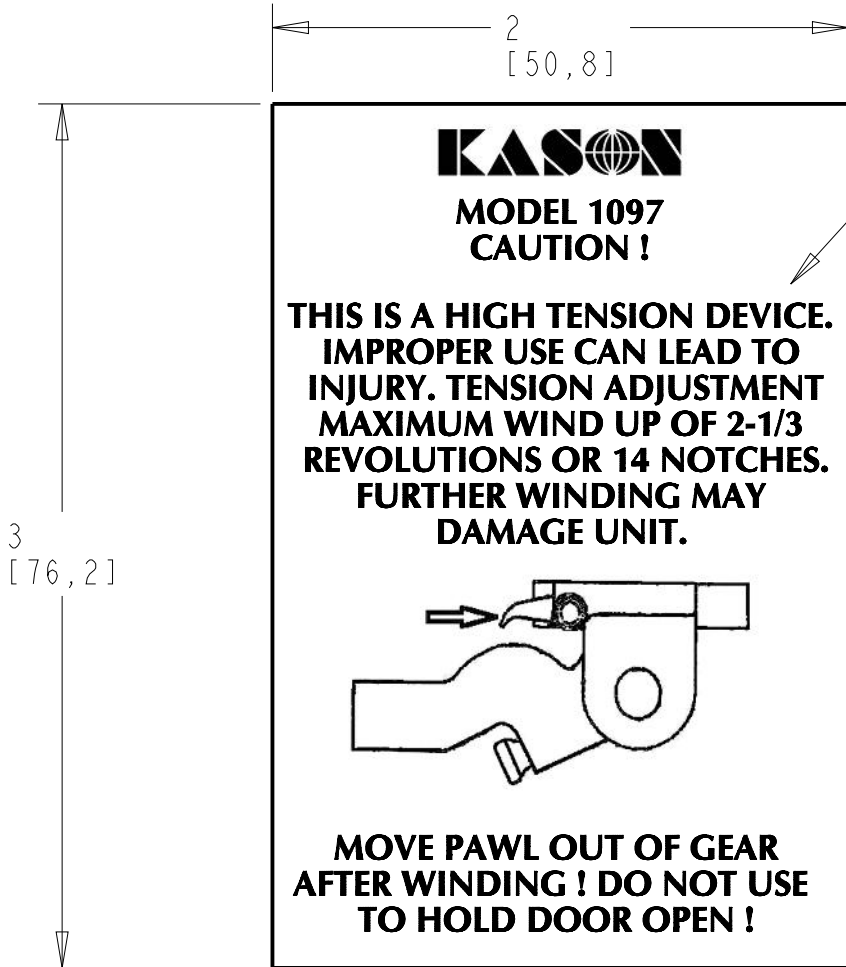 2
[50,8]
KASON
MODEL 1097
CAUTION !
THIS IS A HIGH TENSION DEVICE.
IMPROPER USE CAN LEAD TO
INJURY. TENSION ADJUSTMENT
MAXIMUM WIND UP OF 2-1/3
REVOLUTIONS OR 14 NOTCHES.
FURTHER WINDING MAY
DAMAGE UNIT.
3
[76,2]
MOVE PAWL OUT OF GEAR
AFTER WINDING ! DO NOT USE
TO HOLD DOOR OPEN !